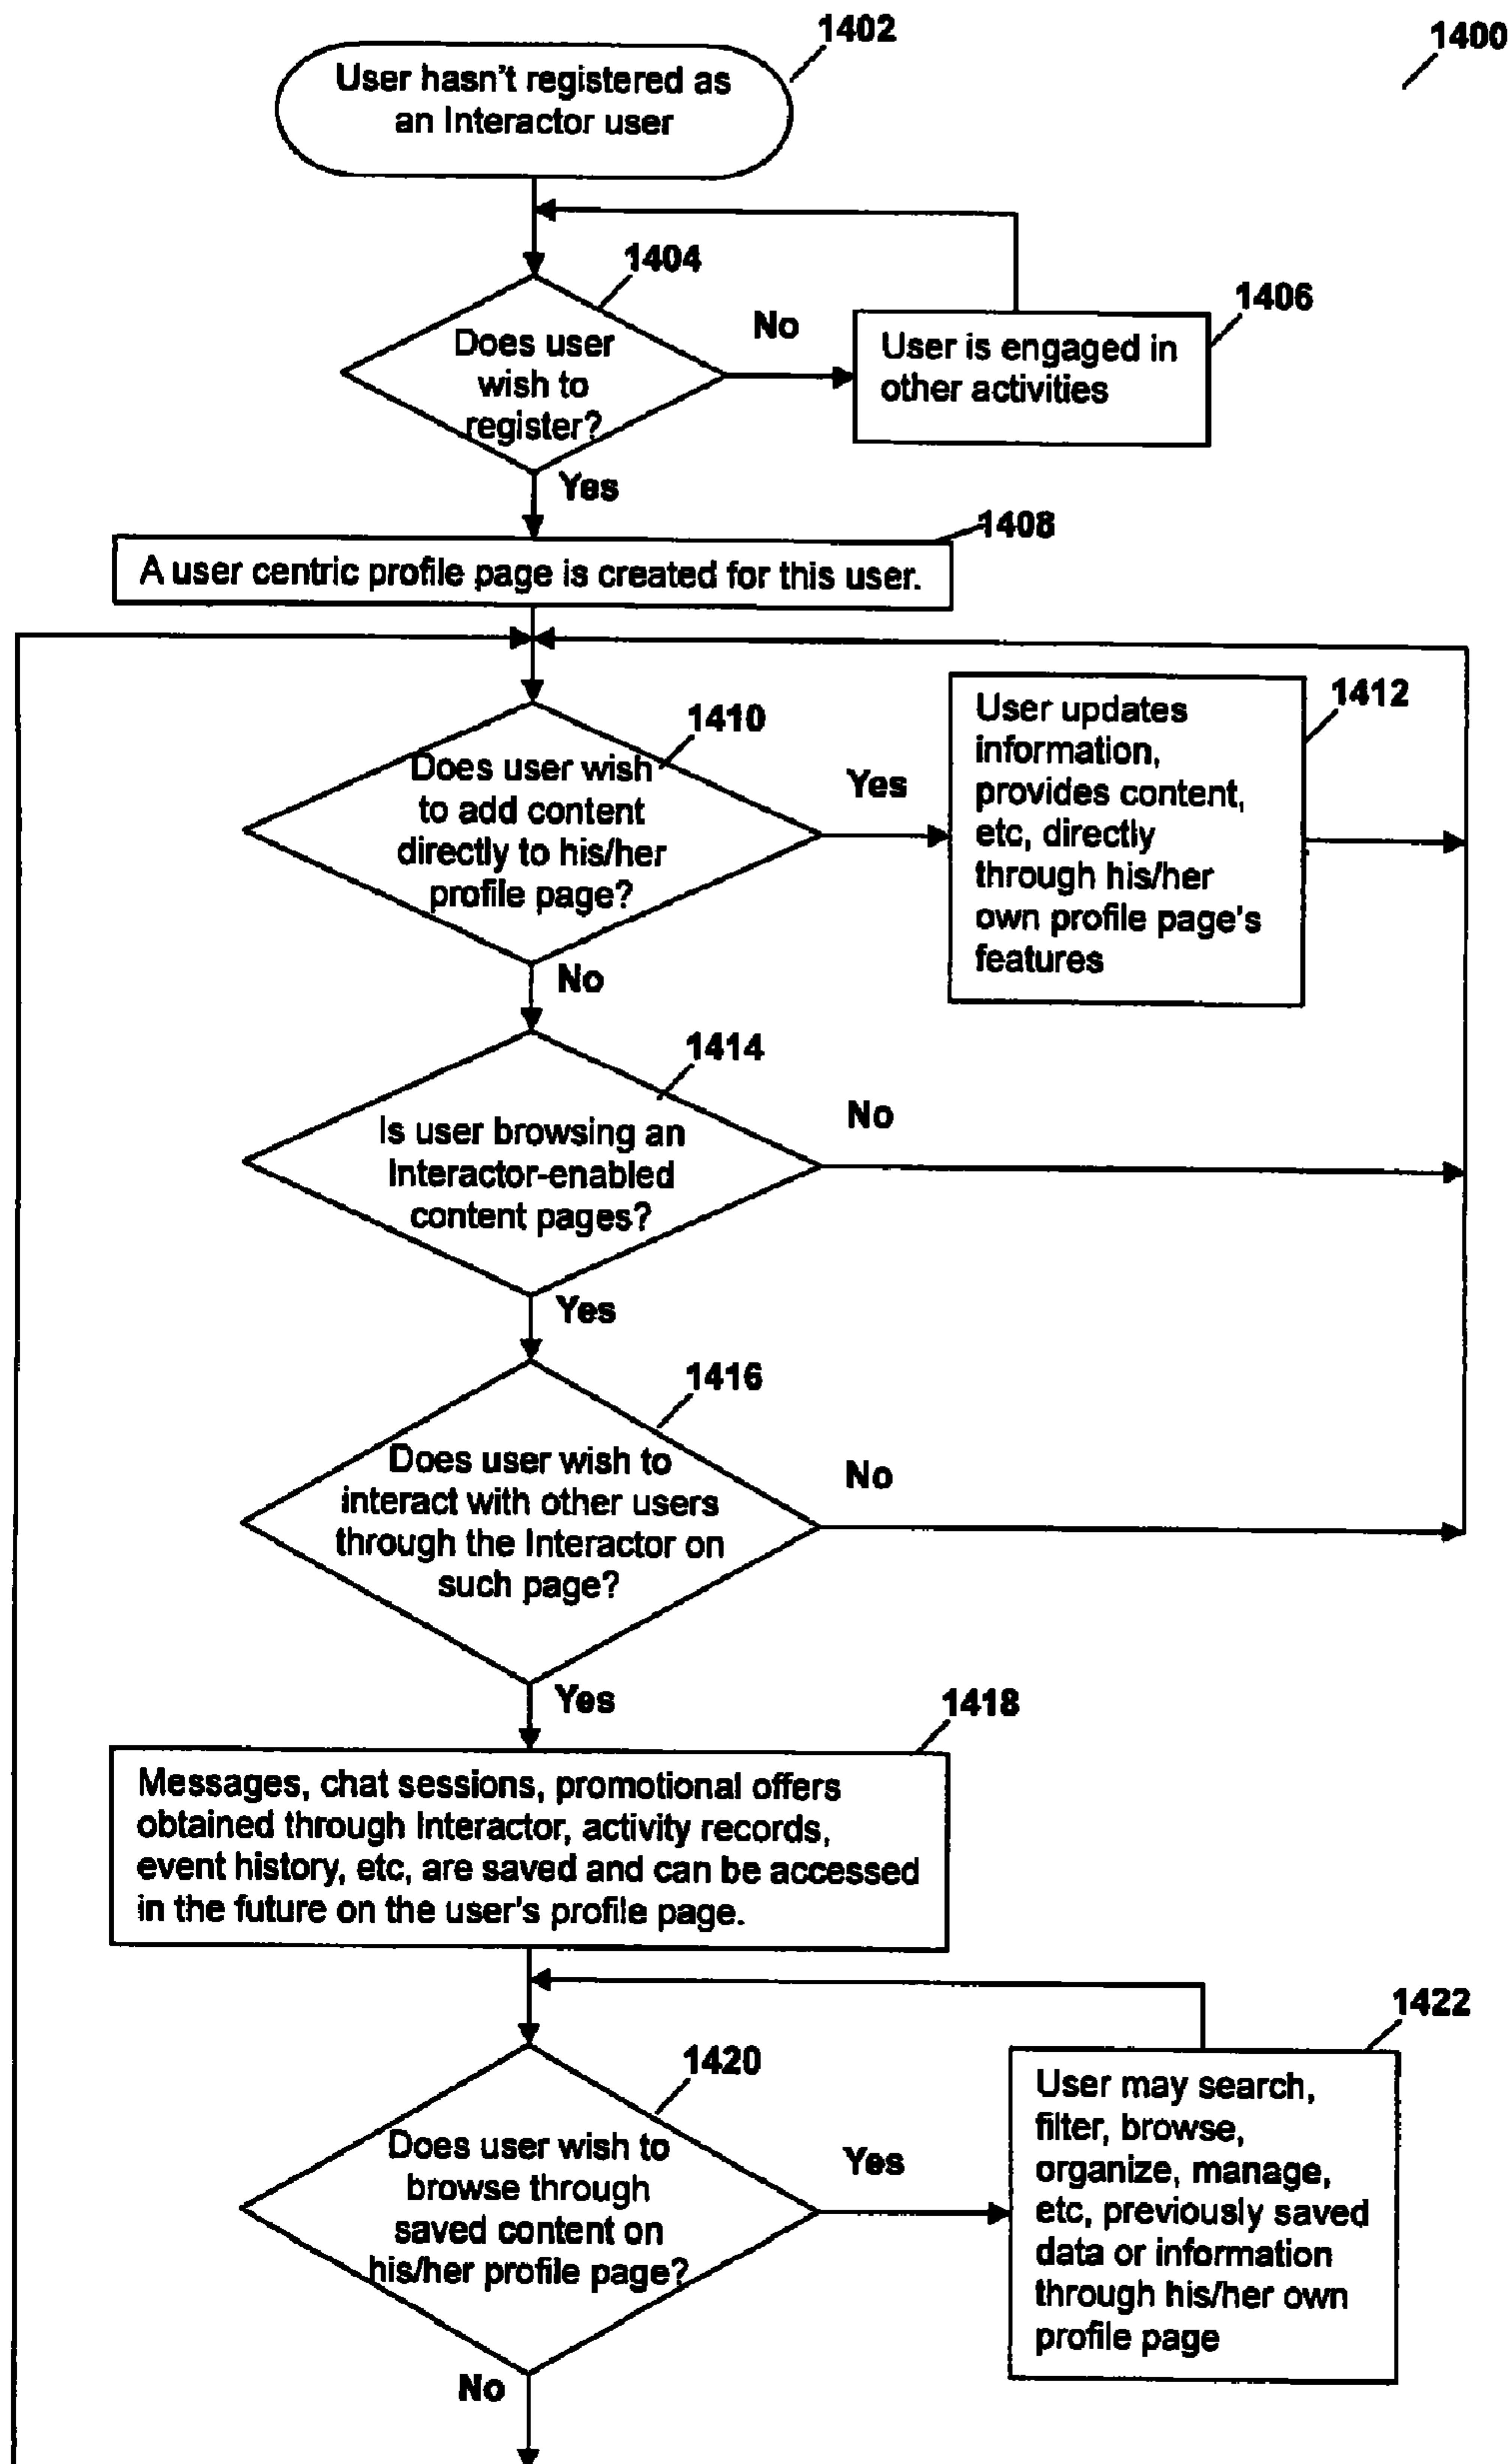 1402
1400
User hasn't registered as
an Interactor user
1404
Does user
wish to
register?
No
1406
User is engaged in
other activities
Yes
1408
A user centric profile page is created for this user.
1410
Does user wish
to add content
directly to his/her
profile page?
Yes
1412
User updates
information,
provides content,
etc, directly
through his/her
own profile page's
features
No
1414
Is user browsing an
Interactor-enabled
content pages?
No
Yes
1416
Does user wish to
interact with other users
through the Interactor on
such page?
No
Yes
1418
Messages, chat sessions, promotional offers
obtained through Interactor, activity records,
event history, etc, are saved and can be accessed
in the future on the user's profile page.
1420
Does user wish to
browse through
saved content on
his/her profile page?
Yes
1422
User may search,
filter, browse,
organize, manage,
etc, previously saved
data or information
through his/her own
profile page
No